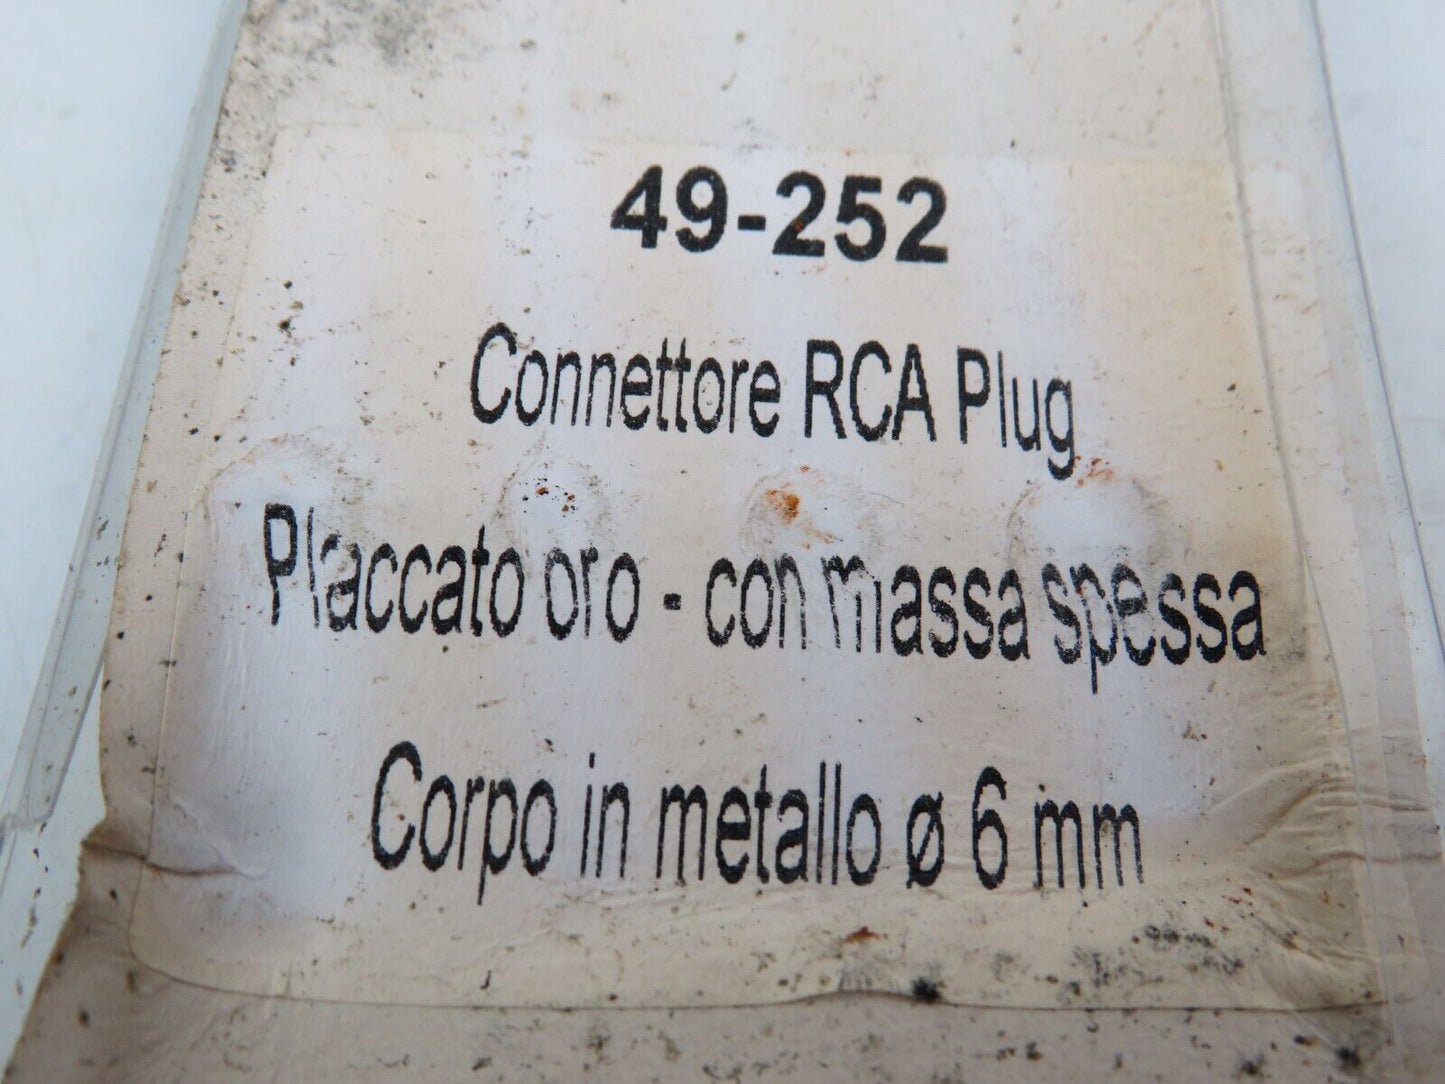 49-252
Connettore RCA Plug
Placcato oro - con massa spessa
Corpo in metallo ø 6 mm